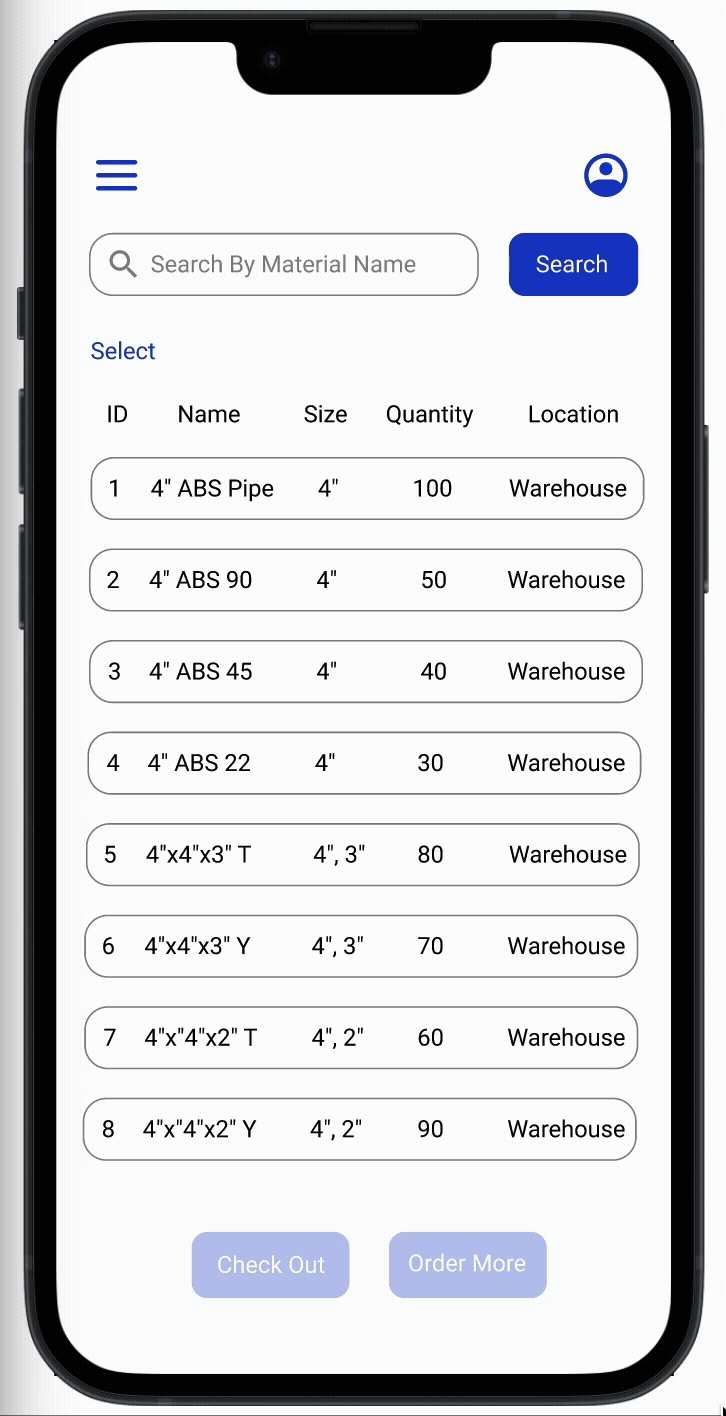 Search By Material Name Search
Select
ID Name Size Quantity Location
1 4" ABS Pipe 4" 100 Warehouse
2 4" ABS 90 4" 50 Warehouse
3 4" ABS 45 4" 40 Warehouse
4 4" ABS 22 4" 30 Warehouse
5 4"x4"x3" T 4", 3" 80 Warehouse
6 4"x4"x3" Y 4", 3" 70 Warehouse
7 4"x"4"x2" T 4", 2" 60 Warehouse
8 4"x"4"x2" Y 4", 2" 90 Warehouse
Check Out Order More